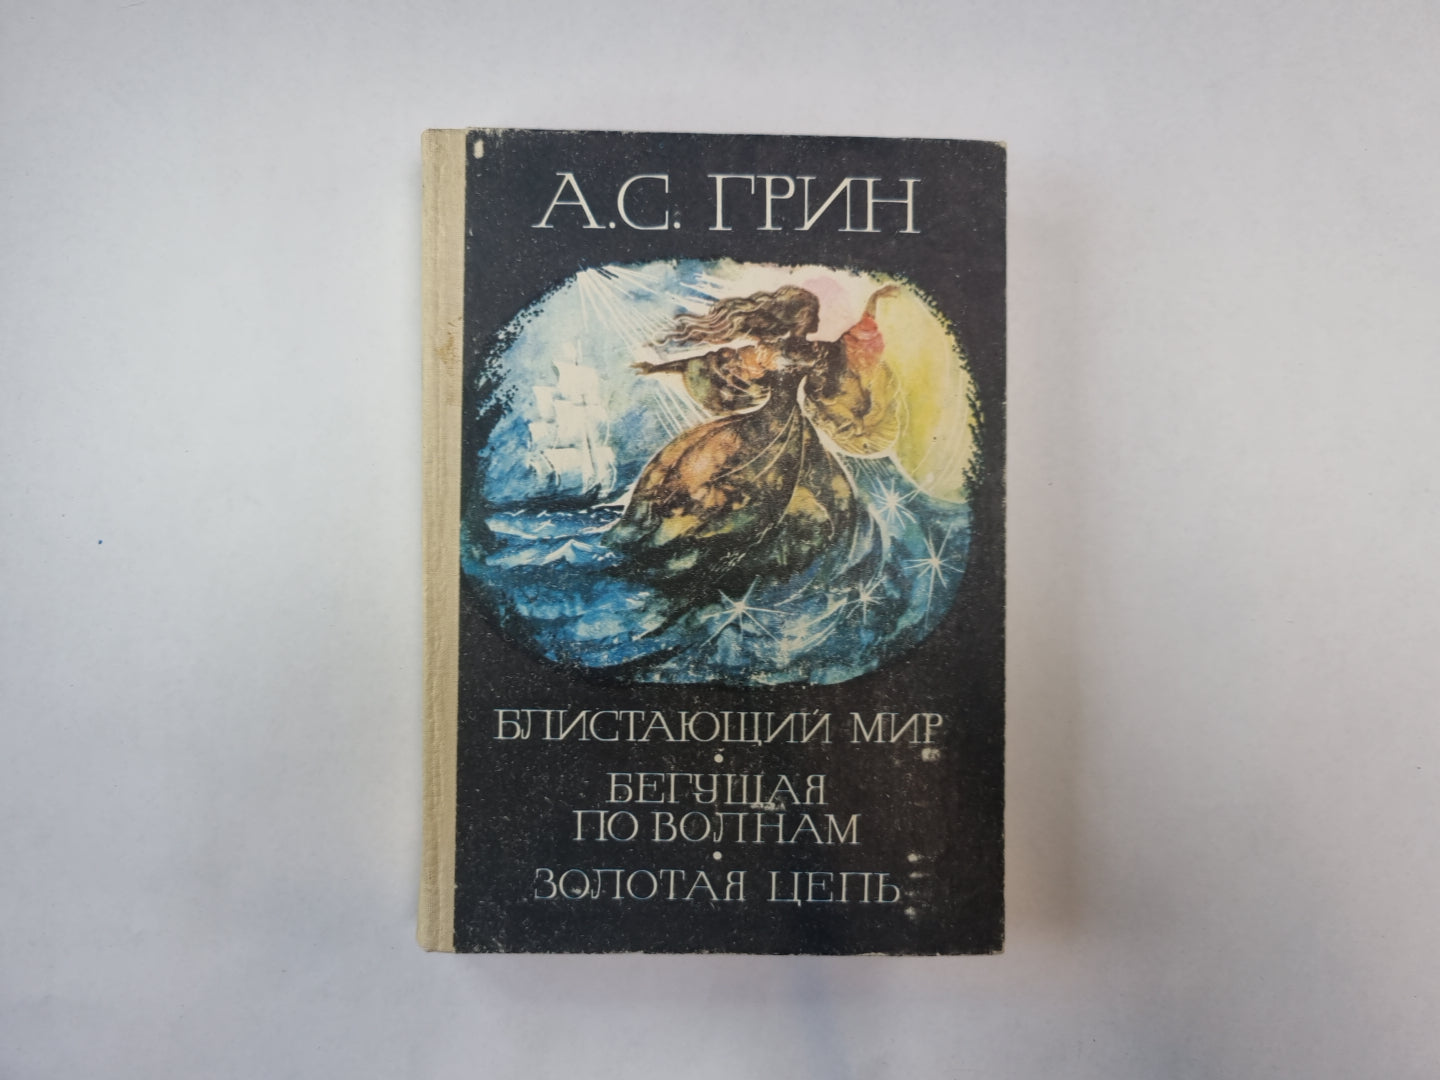 А.С. ГРИН
БЛИСТАЮЩИЙ МИР
БЕГУЩАЯ
ПО ВОЛНАМ
ЗОЛОТАЯ ЦЕПЬ